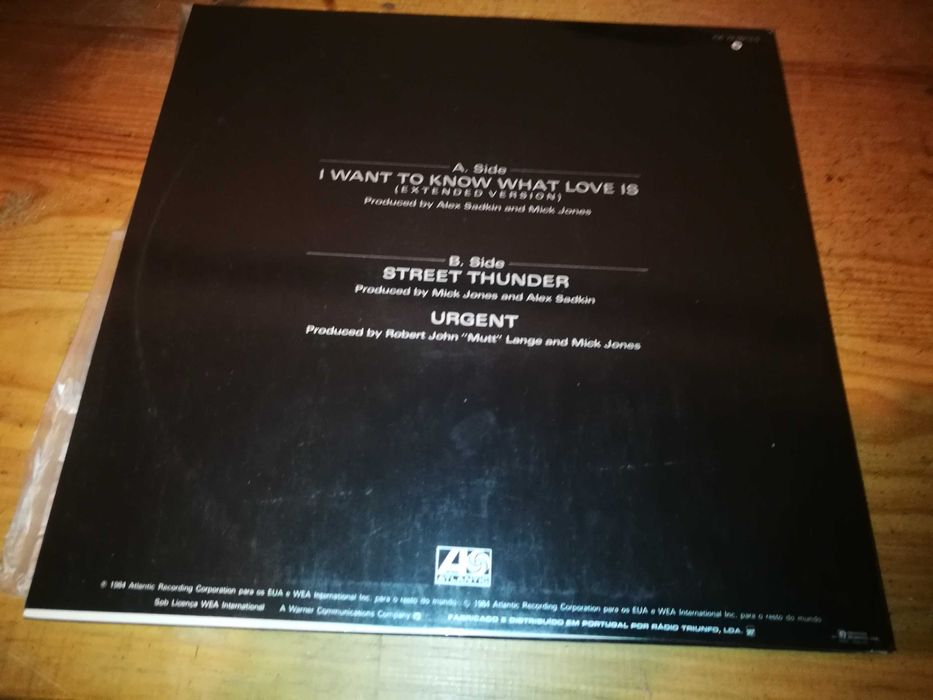 A. Side
I WANT TO KNOW WHAT LOVE IS
(EXTENDED VERSION)
Produced by Alex Sadkin and Mick Jones
B. Side
STREET THUNDER
Produced by Mick Jones and Alex Sadkin
URGENT
Produced by Robert John "Mutt" Lange and Mick Jones
ATLANTIC
℗ 1984 Atlantic Recording Corporation para os EUA e WEA International Inc. para o resto do mundo © 1984 Atlantic Recording Corporation para os EUA e WEA International Inc. para o resto do mundo
Sob Licença WEA International A Warner Communications Company FABRICADO E DISTRIBUÍDO EM PORTUGAL POR RÁDIO TRIUNFO, LDA.